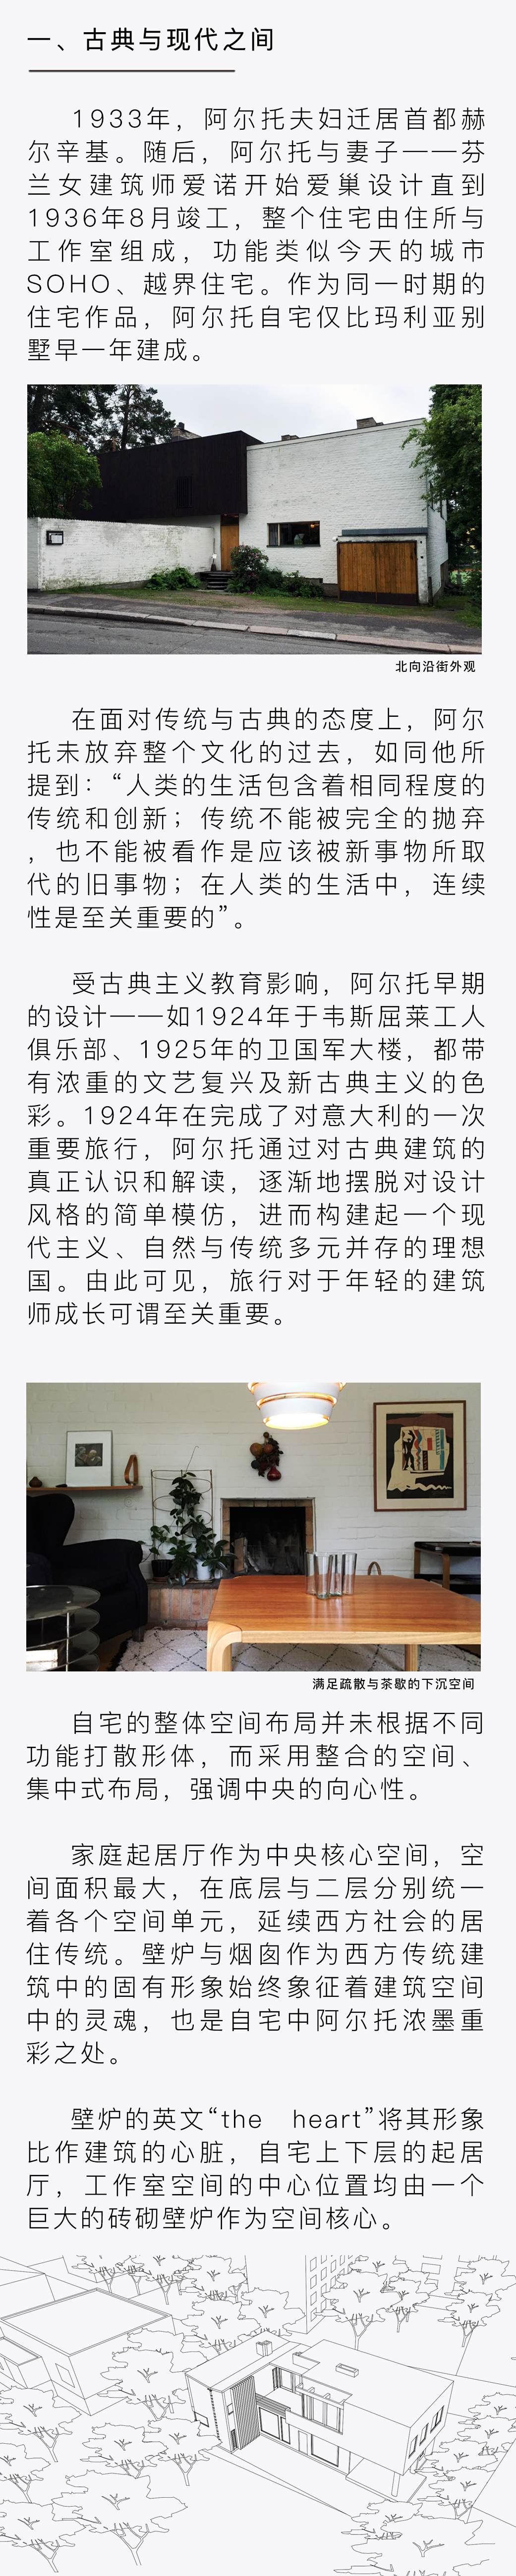 一、古典与现代之间
1933年，阿尔托夫妇迁居首都赫
尔辛基。随后，阿尔托与妻子——芬
兰女建筑师爱诺开始爱巢设计直到
1936年8月竣工，整个住宅由住所与
工作室组成，功能类似今天的城市
SOHO、越界住宅。作为同一时期的
住宅作品，阿尔托自宅仅比玛利亚别
墅早一年建成。
北向沿街外观
在面对传统与古典的态度上，阿尔
托未放弃整个文化的过去，如同他所
提到：“人类的生活包含着相同程度的
传统和创新；传统不能被完全的抛弃
，也不能被看作是应该被新事物所取
代的旧事物；在人类的生活中，连续
性是至关重要的”。
受古典主义教育影响，阿尔托早期
的设计——如1924年于韦斯屈莱工人
俱乐部、1925年的卫国军大楼，都带
有浓重的文艺复兴及新古典主义的色
彩。1924年在完成了对意大利的一次
重要旅行，阿尔托通过对古典建筑的
真正认识和解读，逐渐地摆脱对设计
风格的简单模仿，进而构建起一个现
代主义、自然与传统多元并存的理想
国。由此可见，旅行对于年轻的建筑
师成长可谓至关重要。
满足疏散与茶歇的下沉空间
自宅的整体空间布局并未根据不同
功能打散形体，而采用整合的空间、
集中式布局，强调中央的向心性。
家庭起居厅作为中央核心空间，空
间面积最大，在底层与二层分别统一
着各个空间单元，延续西方社会的居
住传统。壁炉与烟囱作为西方传统建
筑中的固有形象始终象征着建筑空间
中的灵魂，也是自宅中阿尔托浓墨重
彩之处。
壁炉的英文“the heart”将其形象
比作建筑的心脏，自宅上下层的起居
厅，工作室空间的中心位置均由一个
巨大的砖砌壁炉作为空间核心。